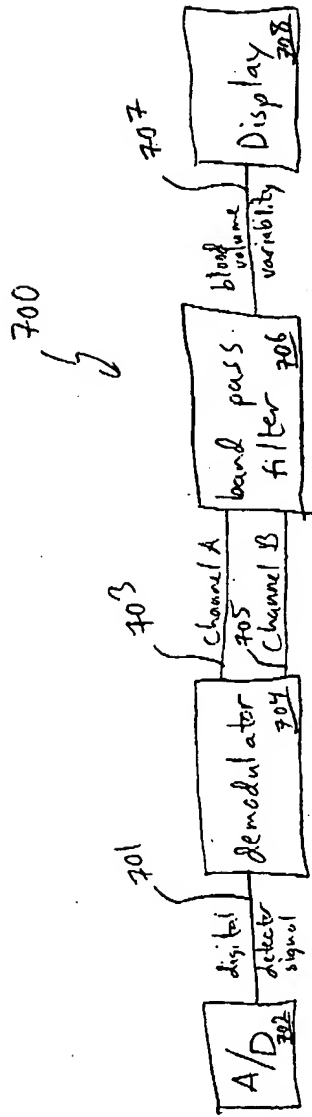 700
A/D
702
701
digital
detector
signal
demodulator
704
703
Channel A
705
Channel B
band pass
filter
706
707
blood
volume
variability
Display
708